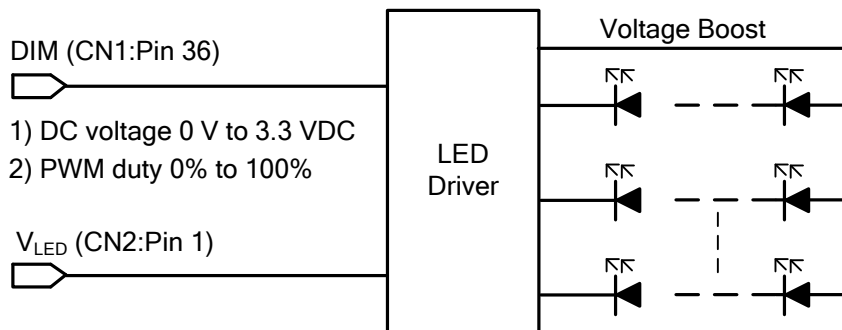 Voltage Boost
DIM (CN1:Pin 36)
1) DC voltage 0 V to 3.3 VDC
2) PWM duty 0% to 100%
LED
Driver
VLED (CN2:Pin 1)